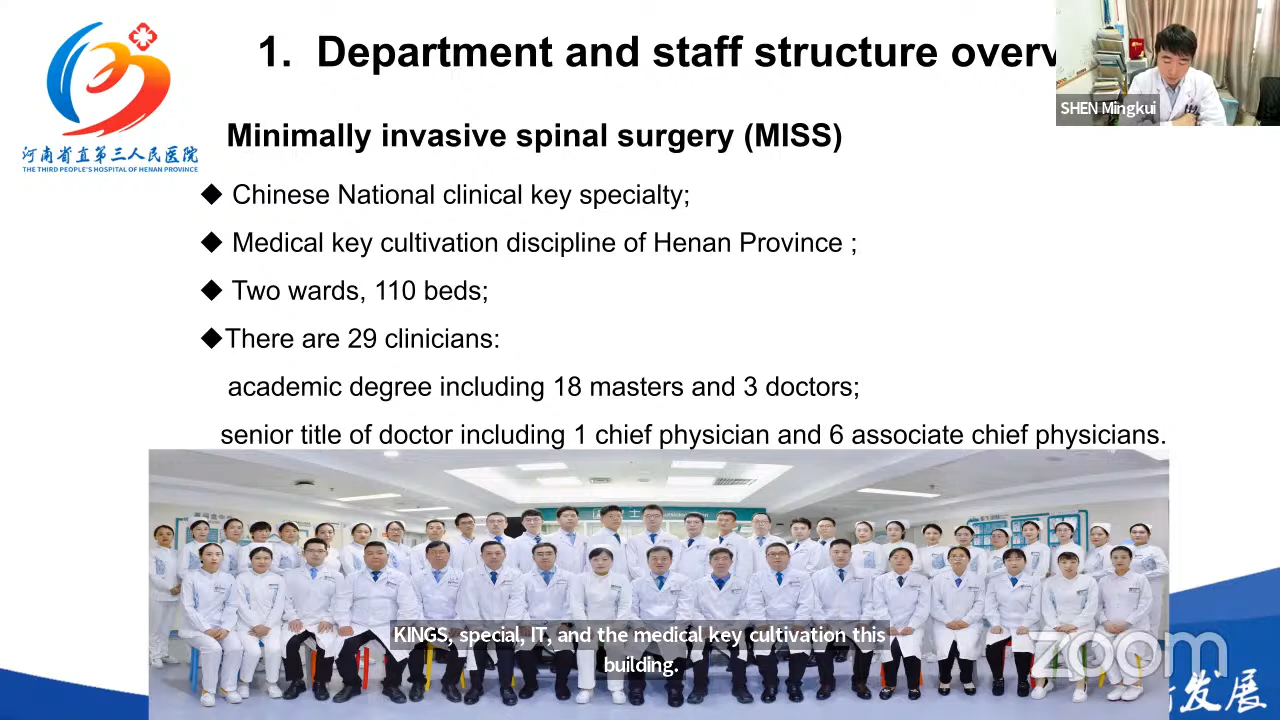 1. Department and staff structure overv
SHEN Mingkui
河南省直第三人民医院
THE THIRD PEOPLE'S HOSPITAL OF HENAN PROVINCE
Minimally invasive spinal surgery (MISS)
◆ Chinese National clinical key specialty;
◆ Medical key cultivation discipline of Henan Province ;
◆ Two wards, 110 beds;
◆There are 29 clinicians:
academic degree including 18 masters and 3 doctors;
senior title of doctor including 1 chief physician and 6 associate chief physicians.
KINGS, special, IT, and the medical key cultivation this
building.
zoom
发展